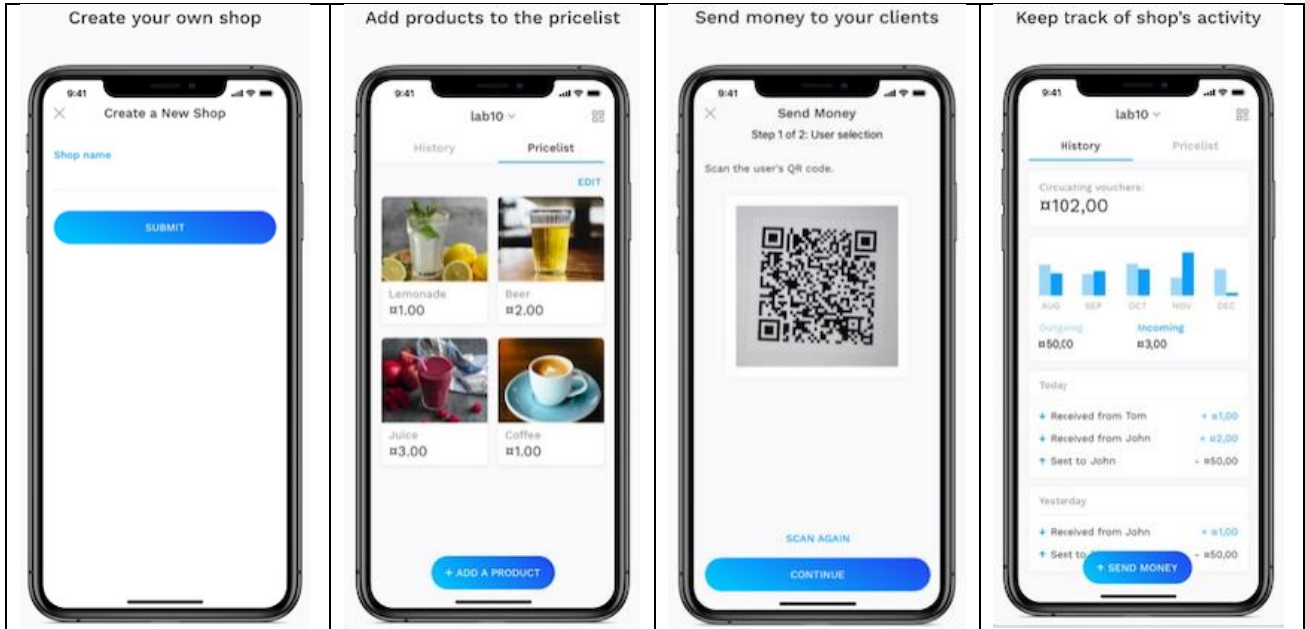 Create your own shop
9:41
Create a New Shop
Shop name
SUBMIT
Add products to the pricelist
9:41
lab10
History Pricelist
EDIT
Lemonade Beer
¤1.00 ¤2.00
Juice Coffee
¤3.00 ¤1.00
+ ADD A PRODUCT
Send money to your clients
9:41
Send Money
Step 1 of 2: User selection
Scan the user's QR code.
SCAN AGAIN
CONTINUE
Keep track of shop's activity
9:41
lab10
History Pricelist
Circuating vouchers:
¤102,00
AUG SEP OCT NOV DEC
Outgoing Incoming
¤50,00 ¤3,00
Today
↓ Received from Tom + ¤1,00
↓ Received from John + ¤2,00
↑ Sent to John - ¤50,00
Yesterday
↓ Received from John + ¤1,00
↑ Sent to - ¤50,00
↑ SEND MONEY